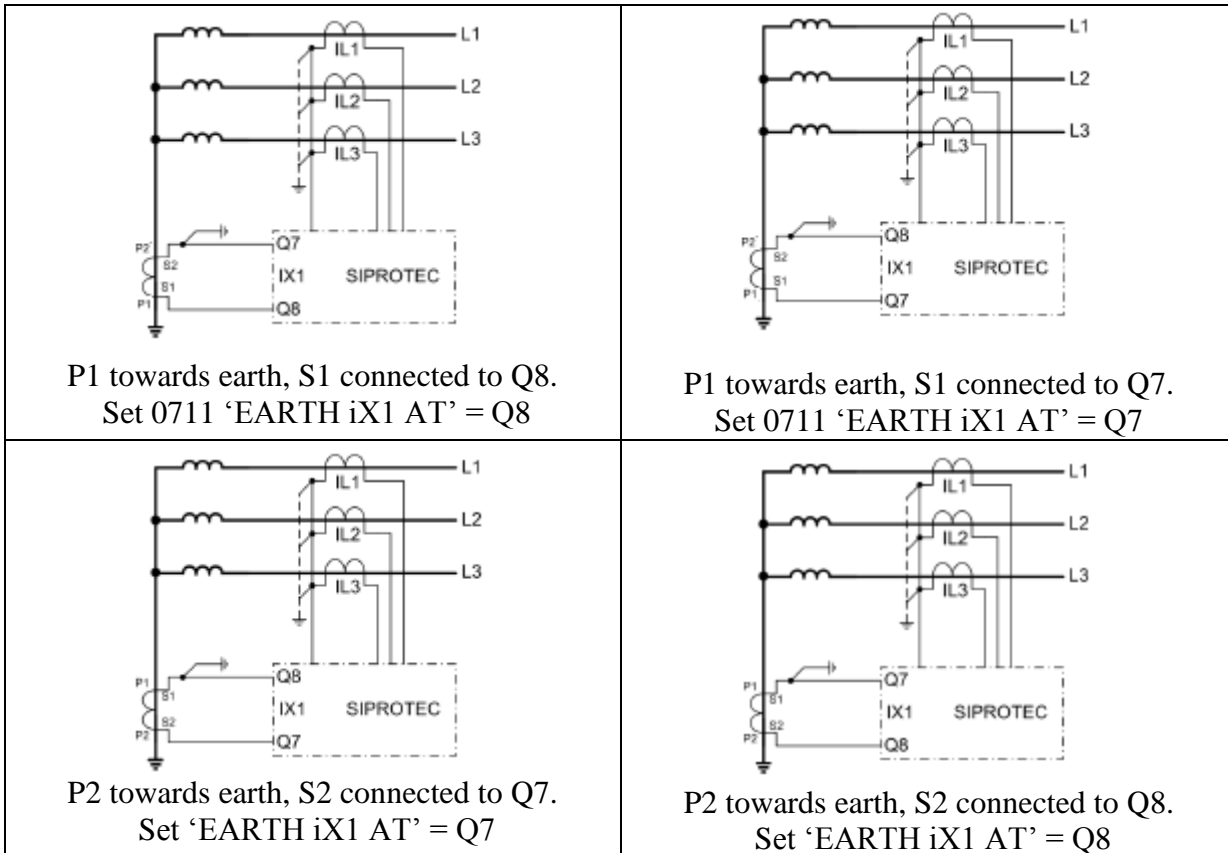 L1
IL1
L2
IL2
L3
IL3
P2
S2
Q7
IX1 SIPROTEC
S1
P1
Q8
P1 towards earth, S1 connected to Q8.
Set 0711 ‘EARTH iX1 AT’ = Q8
L1
IL1
L2
IL2
L3
IL3
P2
S2
Q8
IX1 SIPROTEC
S1
P1
Q7
P1 towards earth, S1 connected to Q7.
Set 0711 ‘EARTH iX1 AT’ = Q7
L1
IL1
L2
IL2
L3
IL3
P1
S1
Q8
IX1 SIPROTEC
S2
P2
Q7
P2 towards earth, S2 connected to Q7.
Set ‘EARTH iX1 AT’ = Q7
L1
IL1
L2
IL2
L3
IL3
P1
S1
Q7
IX1 SIPROTEC
S2
P2
Q8
P2 towards earth, S2 connected to Q8.
Set ‘EARTH iX1 AT’ = Q8